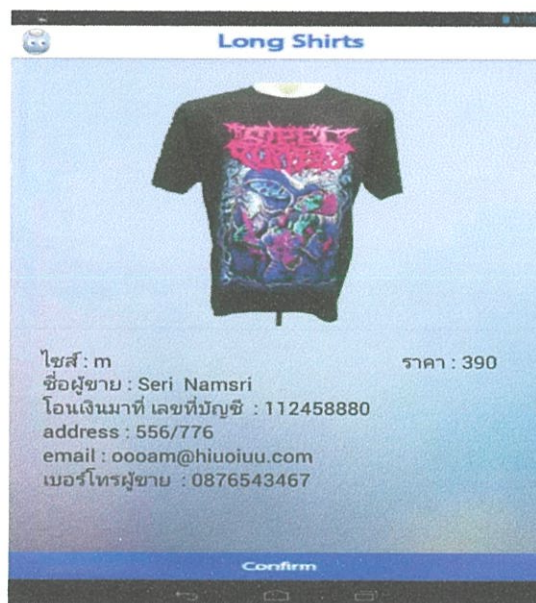 Long Shirts
ไซส์ : m
ราคา : 390
ชื่อผู้ขาย : Seri Namsri
โอนเงินมาที่ เลขที่บัญชี : 112458880
address : 556/776
email : oooam@hiuoiuu.com
เบอร์โทรผู้ขาย : 0876543467
Confirm